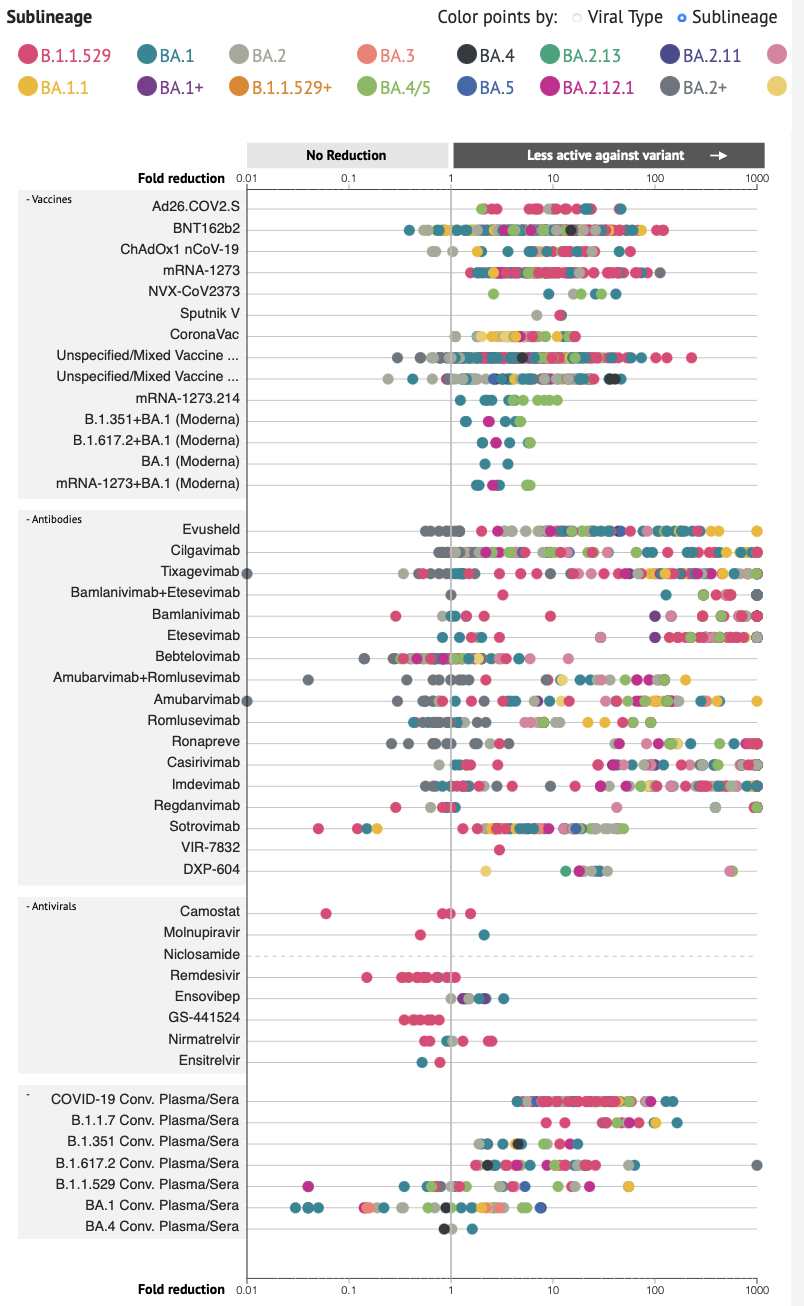 Sublineage Color points by: Viral Type Sublineage
B.1.1.529 BA.1 BA.2 BA.3 BA.4 BA.2.13 BA.2.11
BA.1.1 BA.1+ B.1.1.529+ BA.4/5 BA.5 BA.2.12.1 BA.2+
No Reduction Less active against variant →
Fold reduction 0.01 0.1 1 10 100 1000
- Vaccines
Ad26.COV2.S
BNT162b2
ChAdOx1 nCoV-19
mRNA-1273
NVX-CoV2373
Sputnik V
CoronaVac
Unspecified/Mixed Vaccine ...
Unspecified/Mixed Vaccine ...
mRNA-1273.214
B.1.351+BA.1 (Moderna)
B.1.617.2+BA.1 (Moderna)
BA.1 (Moderna)
mRNA-1273+BA.1 (Moderna)
- Antibodies
Evusheld
Cilgavimab
Tixagevimab
Bamlanivimab+Etesevimab
Bamlanivimab
Etesevimab
Bebtelovimab
Amubarvimab+Romlusevimab
Amubarvimab
Romlusevimab
Ronapreve
Casirivimab
Imdevimab
Regdanvimab
Sotrovimab
VIR-7832
DXP-604
- Antivirals
Camostat
Molnupiravir
Niclosamide
Remdesivir
Ensovibep
GS-441524
Nirmatrelvir
Ensitrelvir
-
COVID-19 Conv. Plasma/Sera
B.1.1.7 Conv. Plasma/Sera
B.1.351 Conv. Plasma/Sera
B.1.617.2 Conv. Plasma/Sera
B.1.1.529 Conv. Plasma/Sera
BA.1 Conv. Plasma/Sera
BA.4 Conv. Plasma/Sera
Fold reduction 0.01 0.1 1 10 100 1000